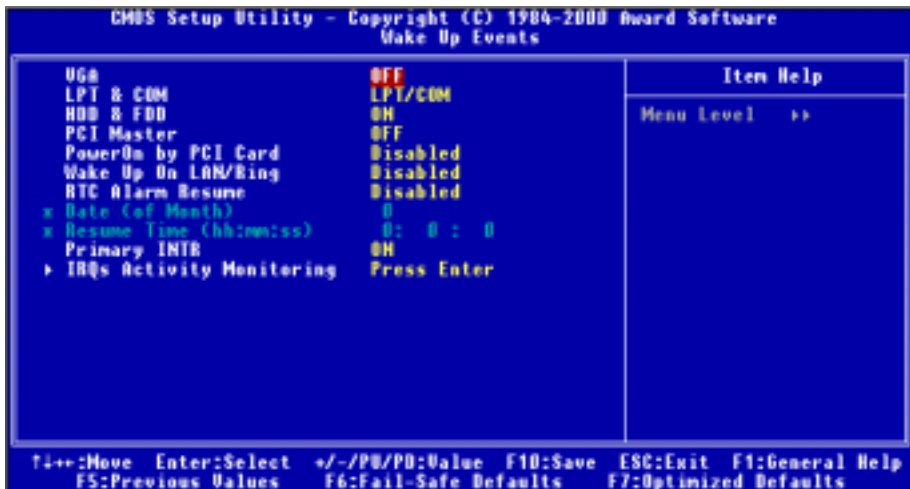 CMOS Setup Utility - Copyright (C) 1984-2000 Award Software
Wake Up Events
VGA OFF
LPT & COM LPT/COM
HDD & FDD ON
PCI Master OFF
PowerOn by PCI Card Disabled
Wake Up On LAN/Ring Disabled
RTC Alarm Resume Disabled
x Date (of Month) 0
x Resume Time (hh:mm:ss) 0: 0 : 0
Primary INTR ON
▸ IRQs Activity Monitoring Press Enter
Item Help
Menu Level ▸▸
↑↓→←:Move Enter:Select +/-/PU/PD:Value F10:Save ESC:Exit F1:General Help
F5:Previous Values F6:Fail-Safe Defaults F7:Optimized Defaults